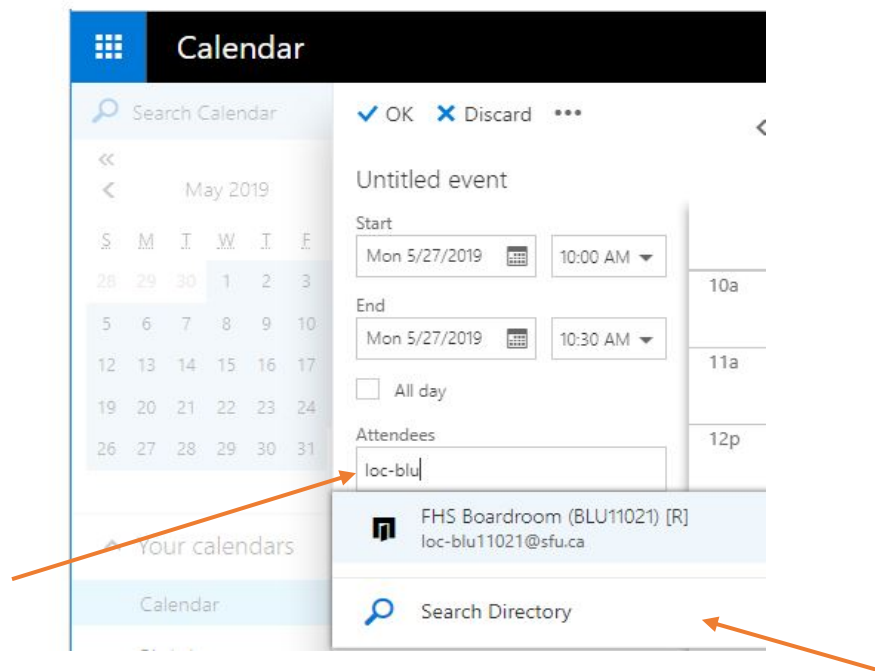 Calendar
Search Calendar
OK Discard •••
«
< May 2019
<
Untitled event
Start
S M T W T F
Mon 5/27/2019 10:00 AM
28 29 30 1 2 3
10a
End
5 6 7 8 9 10
Mon 5/27/2019 10:30 AM
12 13 14 15 16 17
11a
All day
19 20 21 22 23 24
Attendees
12p
26 27 28 29 30 31
loc-blu
FHS Boardroom (BLU11021) [R]
loc-blu11021@sfu.ca
Your calendars
Calendar
Search Directory